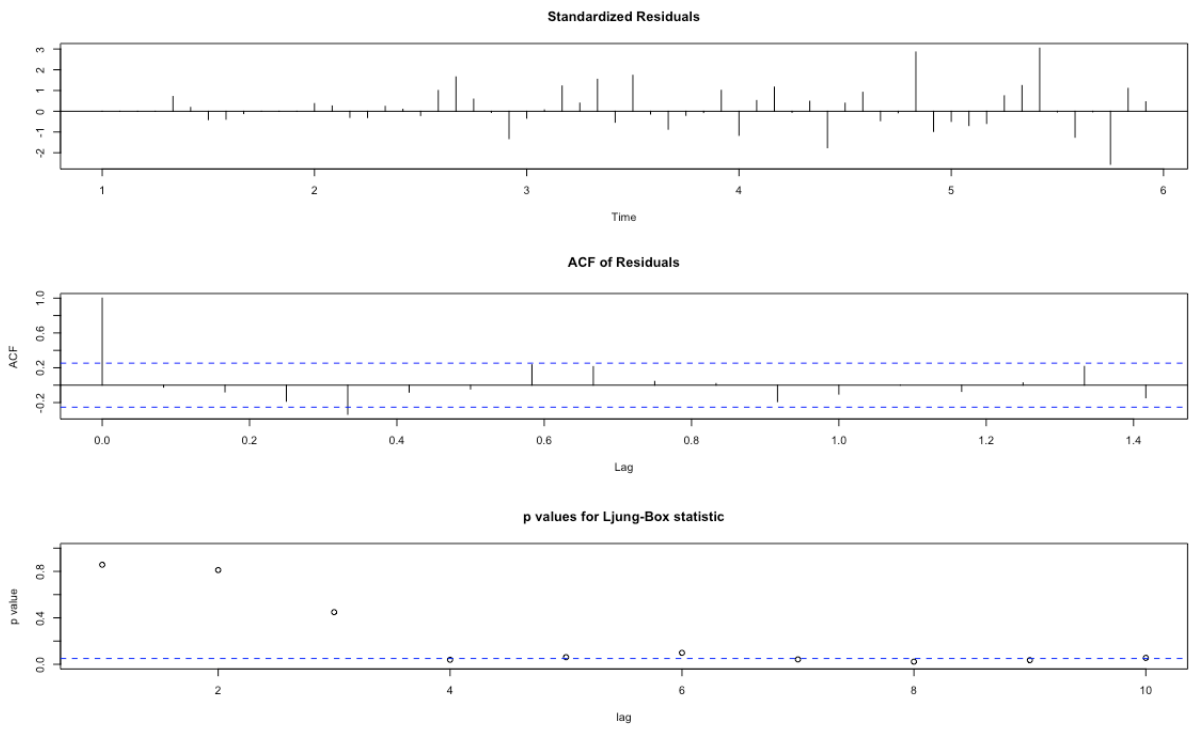 Standardized Residuals
3
2
1
0
-1
-2
1 2 3 4 5 6
Time
ACF of Residuals
ACF
1.0
0.6
0.2
-0.2
0.0 0.2 0.4 0.6 0.8 1.0 1.2 1.4
Lag
p values for Ljung-Box statistic
p value
0.8
0.4
0.0
2 4 6 8 10
lag